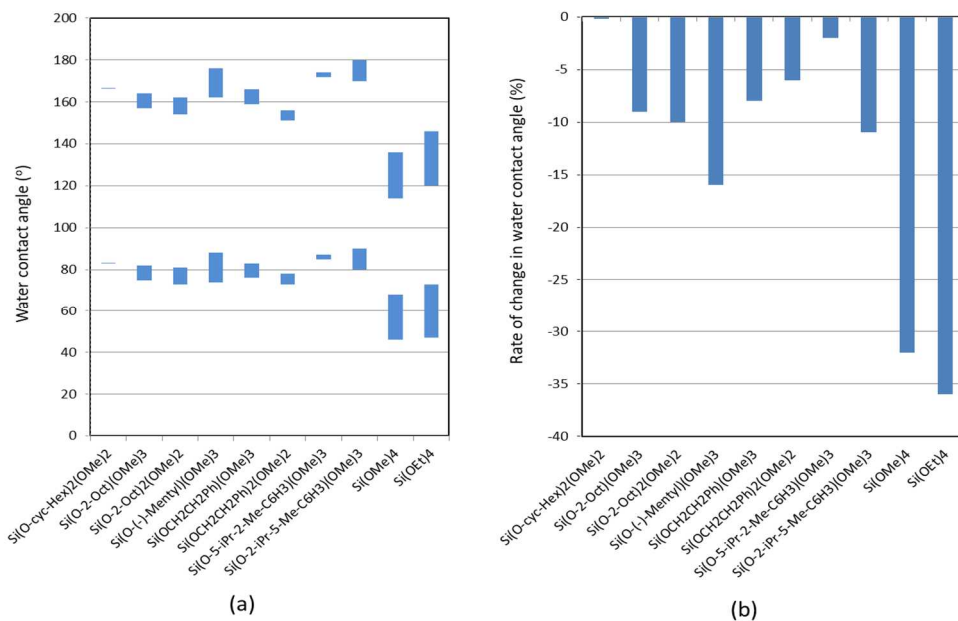 200
180
160
140
120
100
80
60
40
20
0
Water contact angle (°)
Si(O-cyc-Hex)2(OMe)2
Si(O-2-Oct)(OMe)3
Si(O-2-Oct)2(OMe)2
Si(O-(-)-Mentyl)(OMe)3
Si(OCH2CH2Ph)(OMe)3
Si(OCH2CH2Ph)2(OMe)2
Si(O-5-iPr-2-Me-C6H3)(OMe)3
Si(O-2-iPr-5-Me-C6H3)(OMe)3
Si(OMe)4
Si(OEt)4
(a)
0
-5
-10
-15
-20
-25
-30
-35
-40
Rate of change in water contact angle (%)
Si(O-cyc-Hex)2(OMe)2
Si(O-2-Oct)(OMe)3
Si(O-2-Oct)2(OMe)2
Si(O-(-)-Mentyl)(OMe)3
Si(OCH2CH2Ph)(OMe)3
Si(OCH2CH2Ph)2(OMe)2
Si(O-5-iPr-2-Me-C6H3)(OMe)3
Si(O-2-iPr-5-Me-C6H3)(OMe)3
Si(OMe)4
Si(OEt)4
(b)